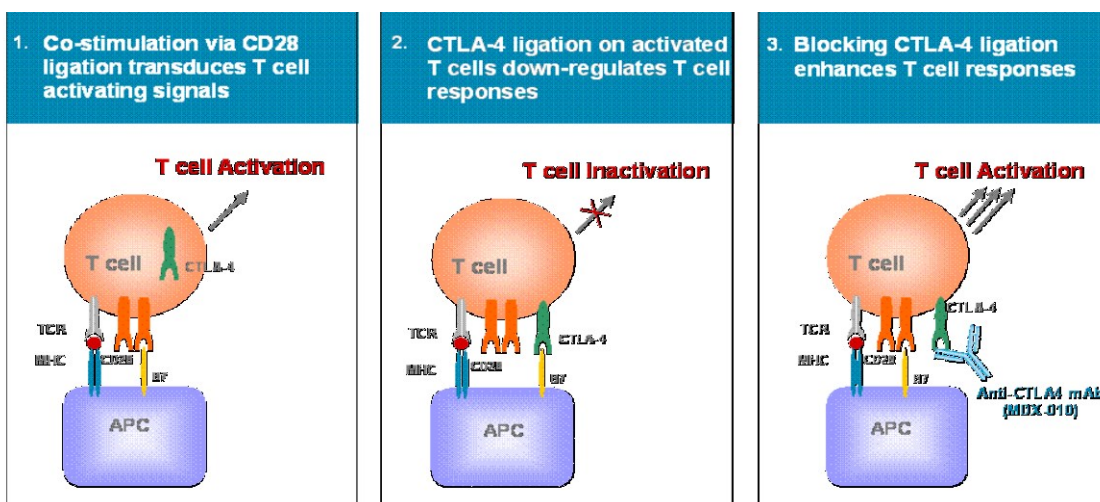 1. Co-stimulation via CD28
ligation transduces T cell
activating signals
T cell Activation
T cell
CTLA-4
TCR
MHC
CD28
B7
APC
2. CTLA-4 ligation on activated
T cells down-regulates T cell
responses
T cell Inactivation
T cell
TCR
CTLA-4
MHC
CD28
B7
APC
3. Blocking CTLA-4 ligation
enhances T cell responses
T cell Activation
T cell
CTLA-4
TCR
MHC
CD28
B7
Anti-CTLA4 mAb
(MDX-010)
APC